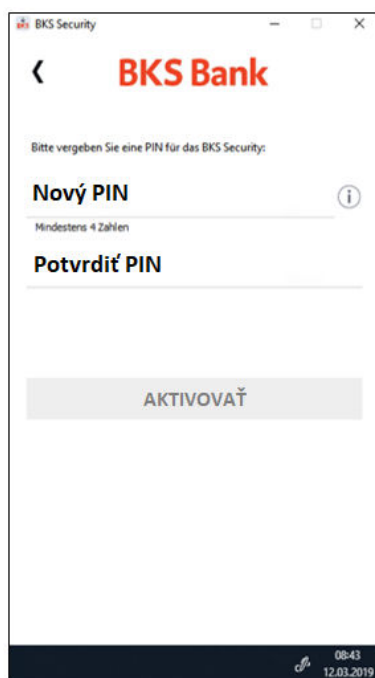 BKS Security
BKS Bank
Bitte vergeben Sie eine PIN für das BKS Security:
Nový PIN
Mindestens 4 Zahlen
Potvrdiť PIN
AKTIVOVAŤ
08:43
12.03.2019